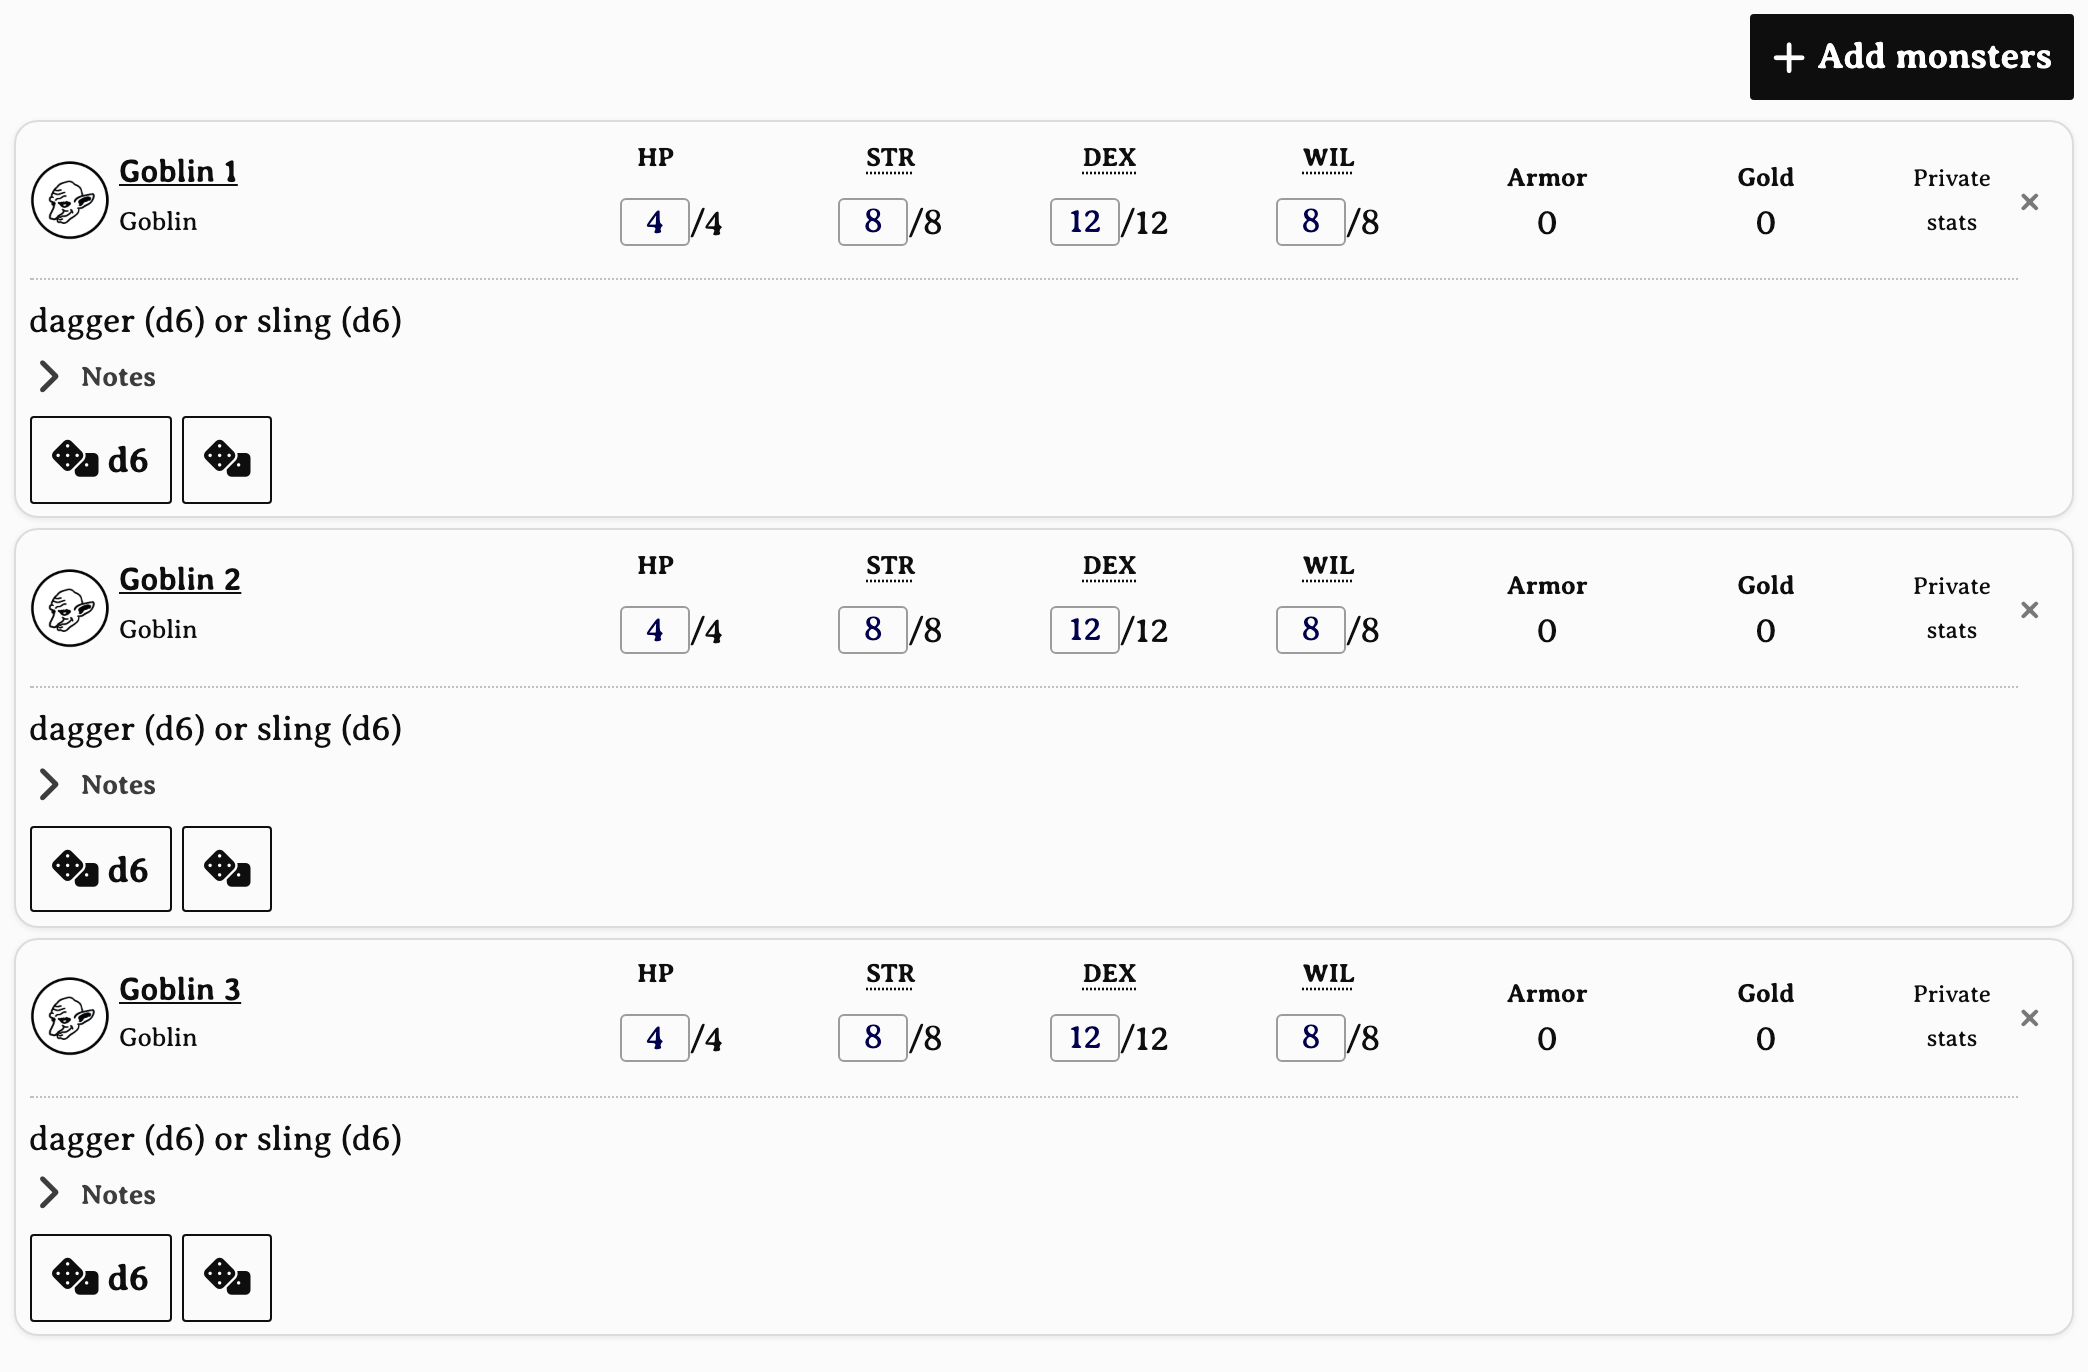 Add monsters
Goblin 1
Goblin
HP
4/4
STR
8/8
DEX
12/12
WIL
8/8
Armor
0
Gold
0
Private
stats
dagger (d6) or sling (d6)
Notes
d6
Goblin 2
Goblin
HP
4/4
STR
8/8
DEX
12/12
WIL
8/8
Armor
0
Gold
0
Private
stats
dagger (d6) or sling (d6)
Notes
d6
Goblin 3
Goblin
HP
4/4
STR
8/8
DEX
12/12
WIL
8/8
Armor
0
Gold
0
Private
stats
dagger (d6) or sling (d6)
Notes
d6